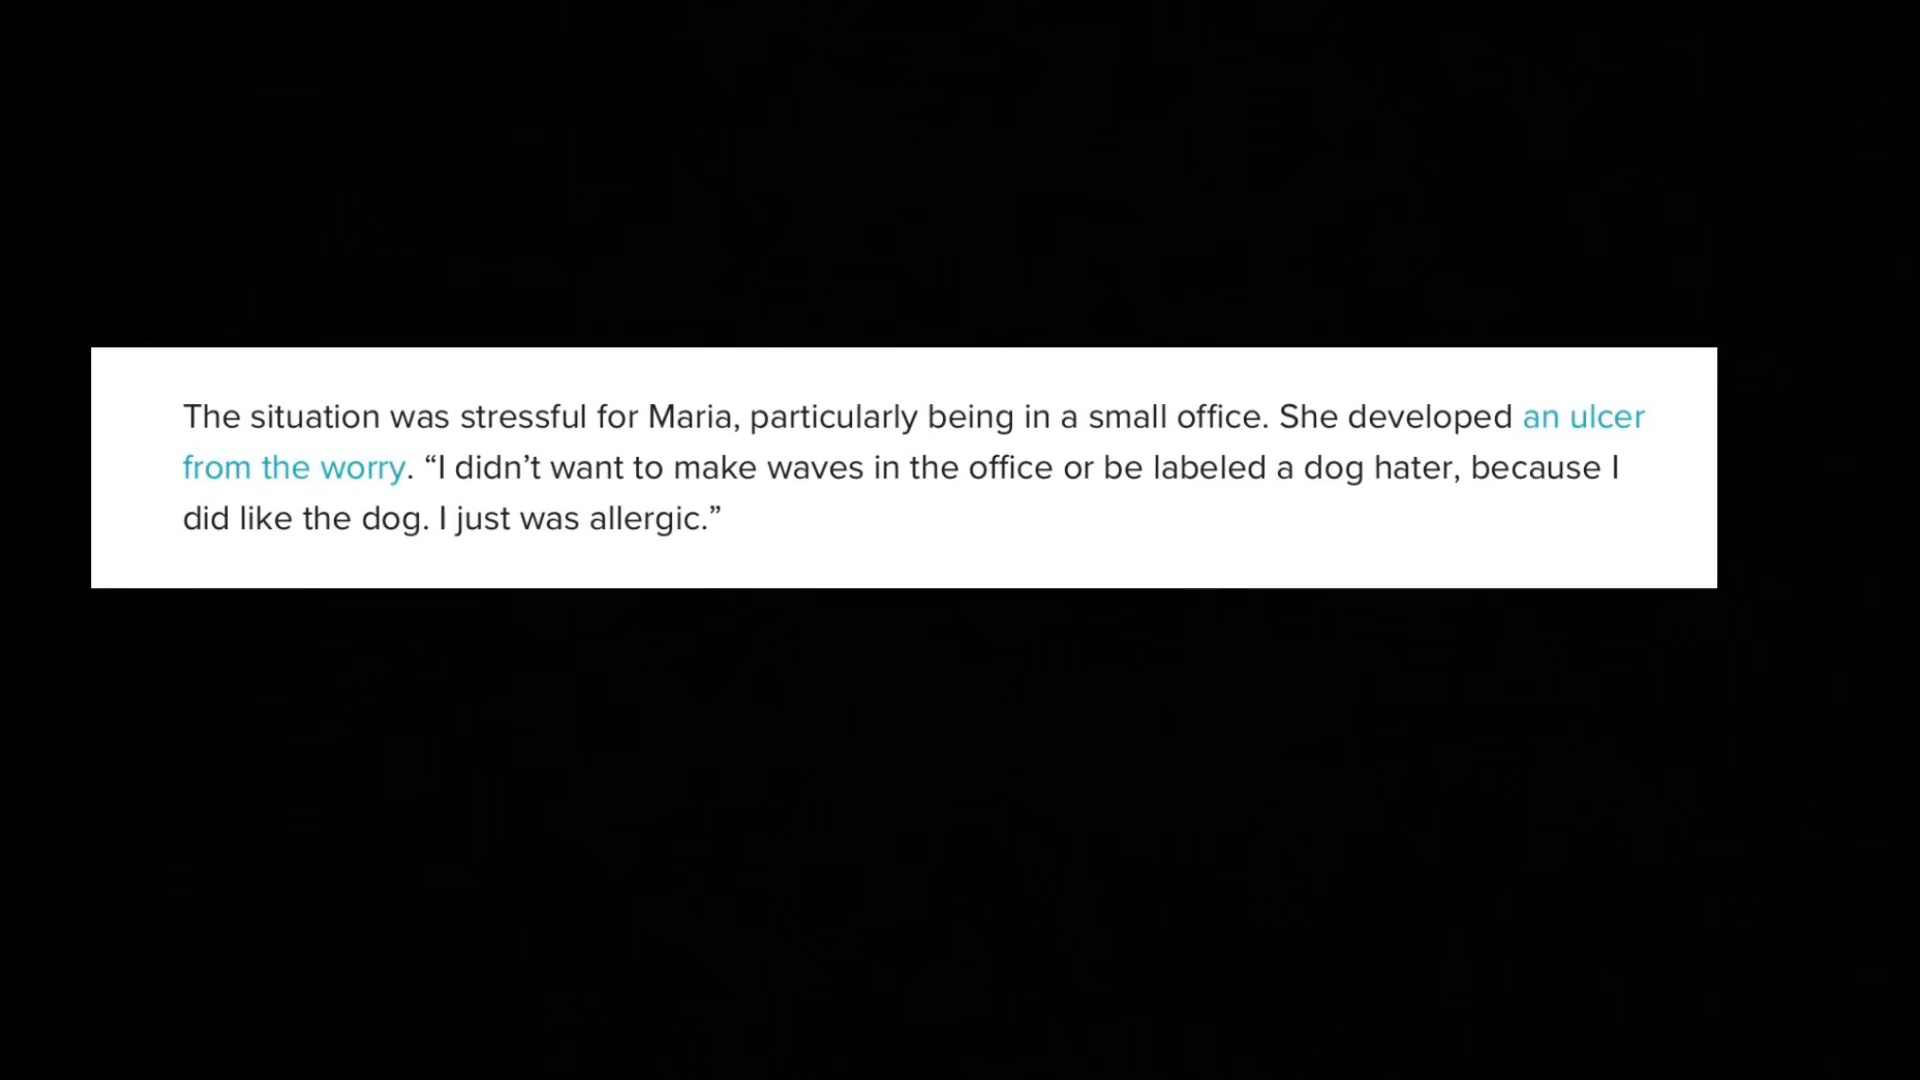 The situation was stressful for Maria, particularly being in a small office. She developed an ulcer
from the worry. “I didn’t want to make waves in the office or be labeled a dog hater, because I
did like the dog. I just was allergic.”